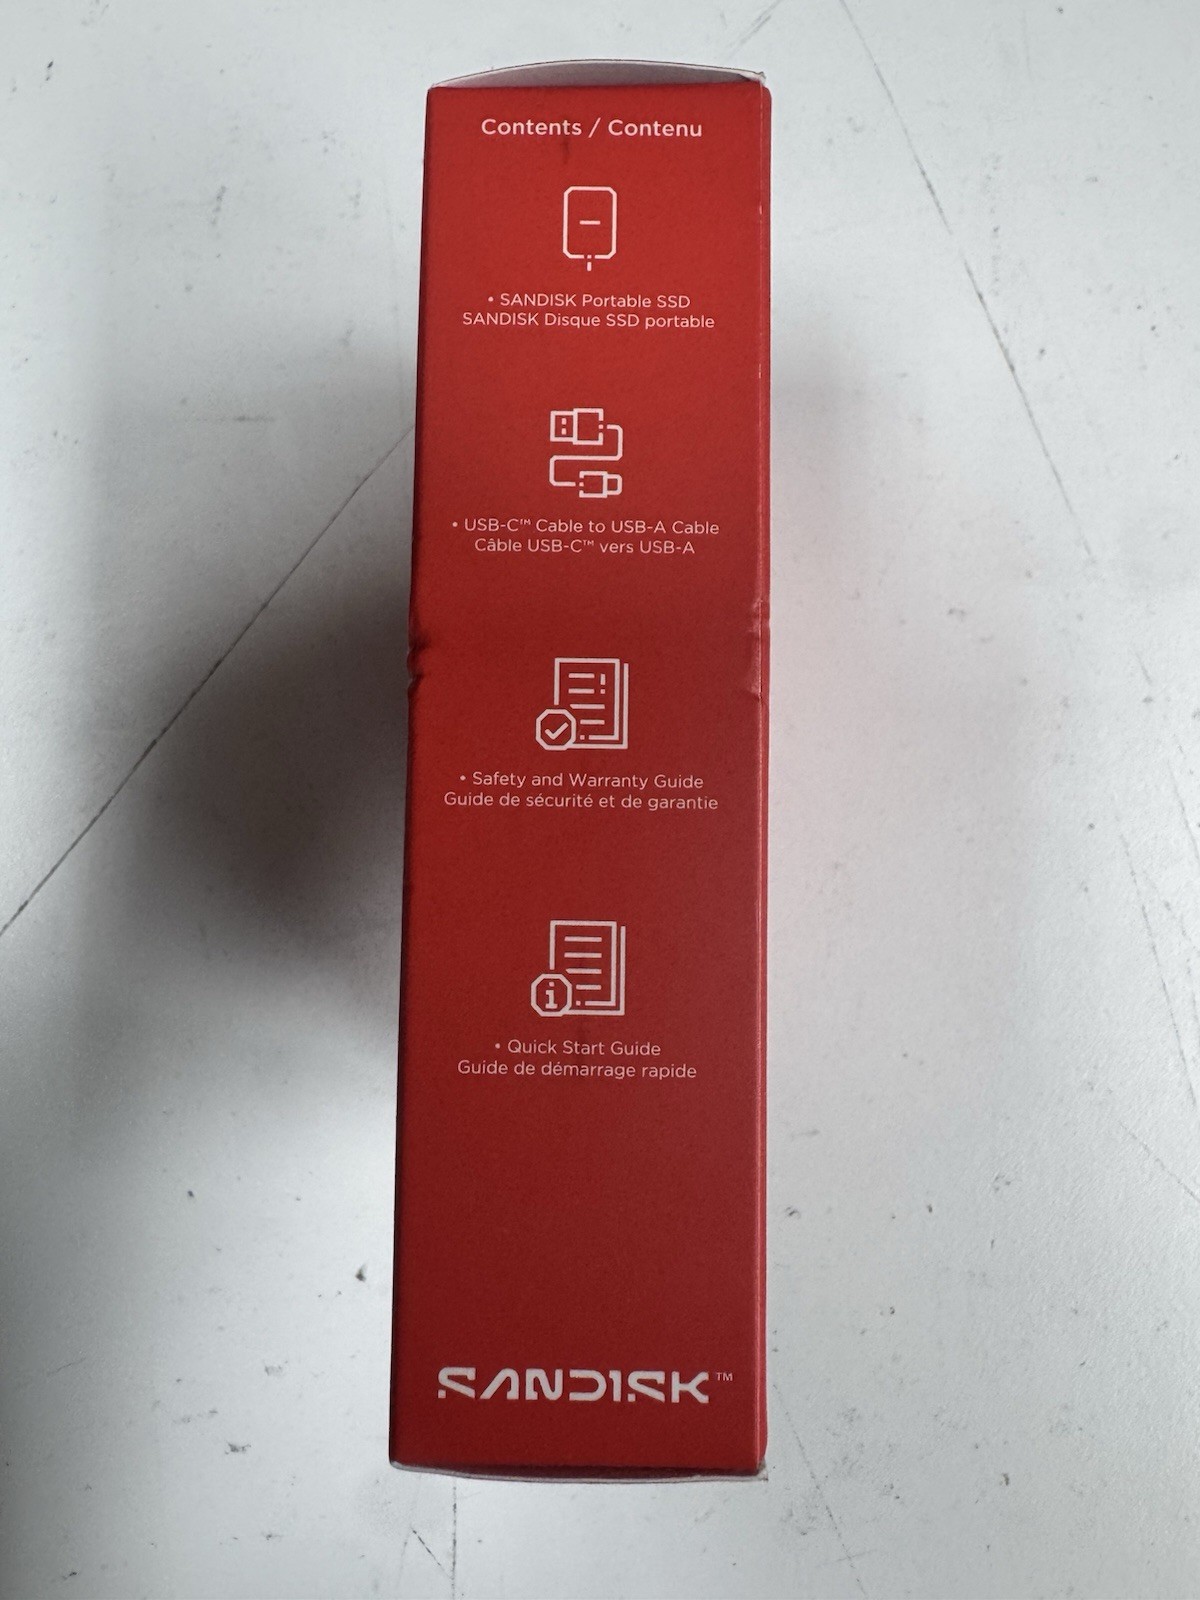 Contents / Contenu
• SANDISK Portable SSD
SANDISK Disque SSD portable
• USB-C™ Cable to USB-A Cable
Câble USB-C™ vers USB-A
• Safety and Warranty Guide
Guide de sécurité et de garantie
• Quick Start Guide
Guide de démarrage rapide
SANDISK™